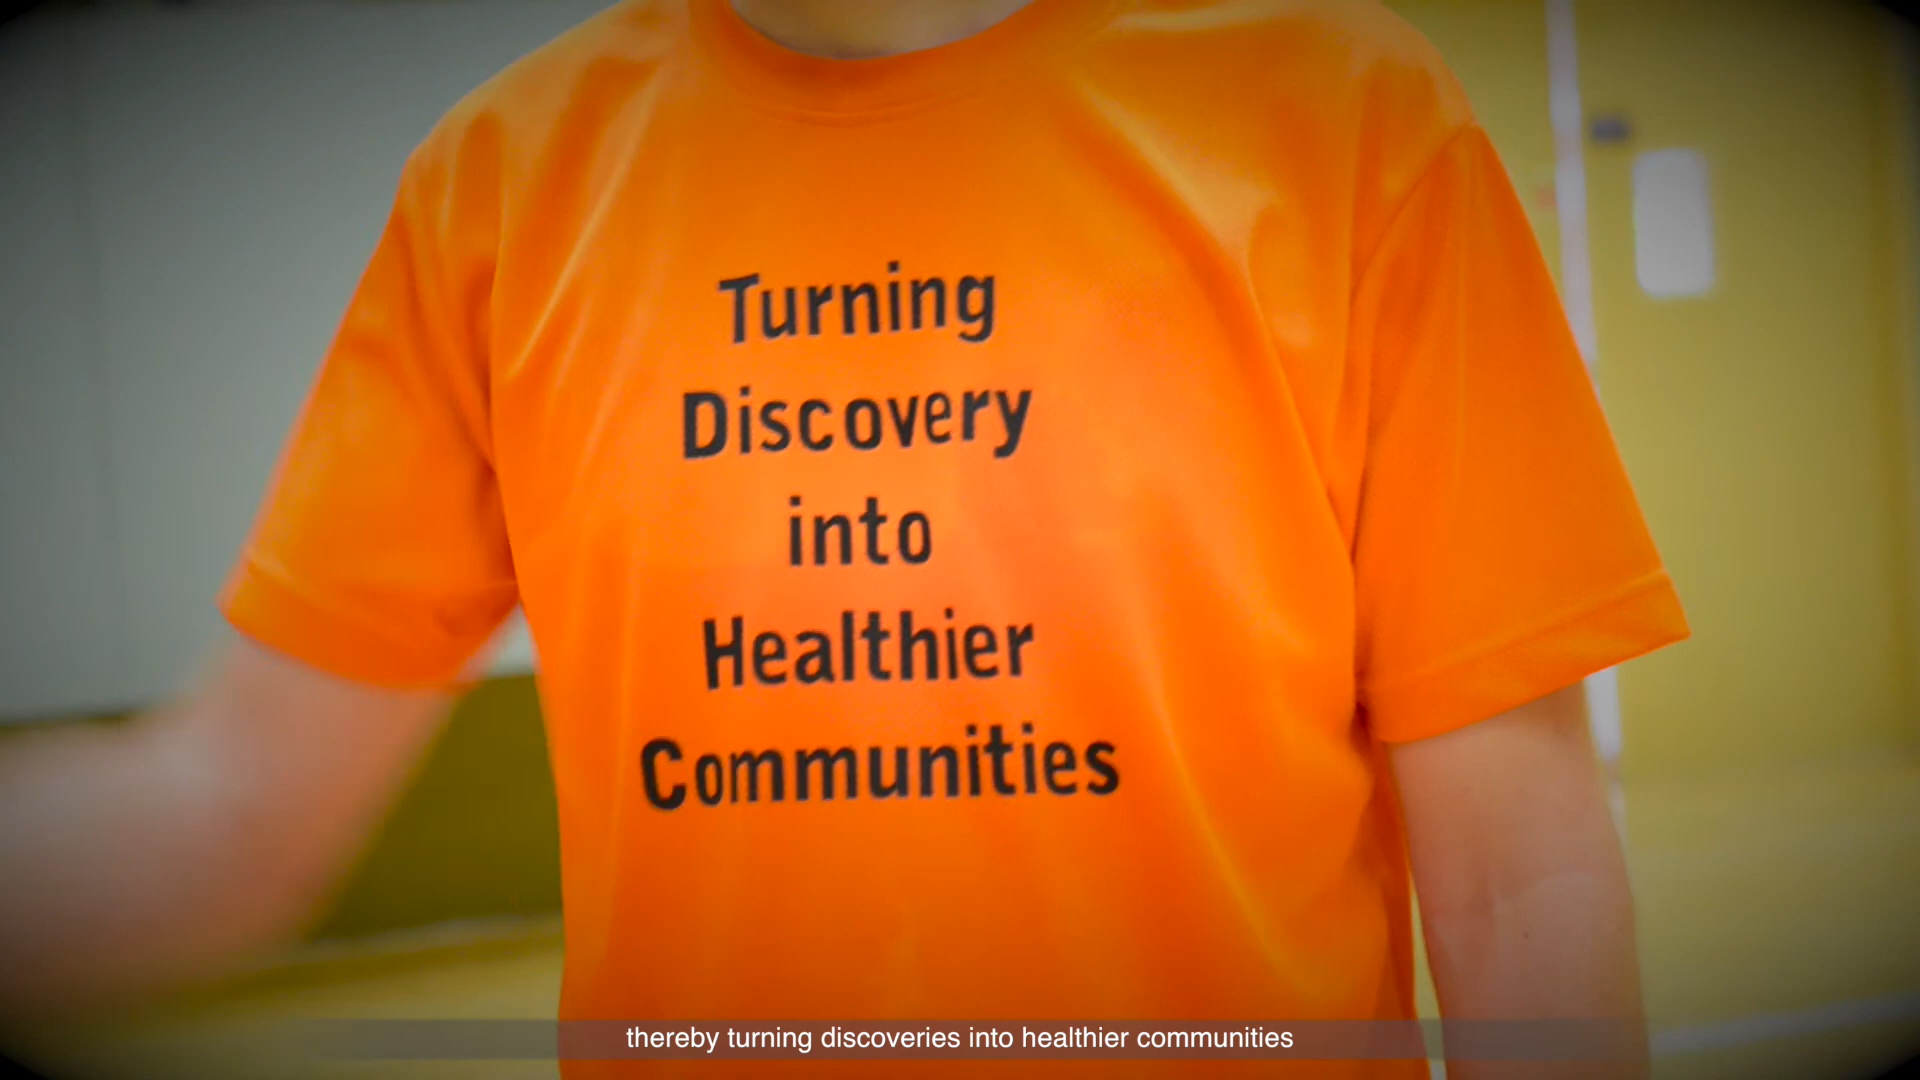 Turning
Discovery
into
Healthier
Communities
thereby turning discoveries into healthier communities